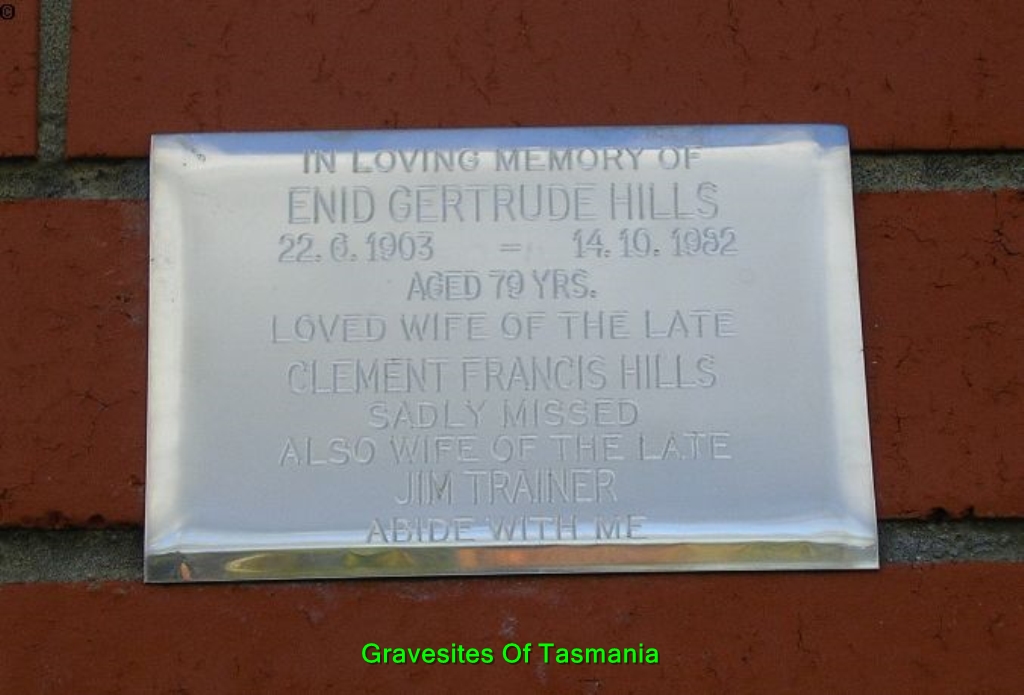 ©
IN LOVING MEMORY OF
ENID GERTRUDE HILLS
22. 6. 1903 = 14. 10. 1982
AGED 79 YRS.
LOVED WIFE OF THE LATE
CLEMENT FRANCIS HILLS
SADLY MISSED
ALSO WIFE OF THE LATE
JIM TRAINER
ABIDE WITH ME
Gravesites Of Tasmania